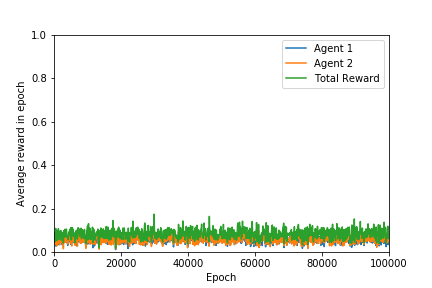 Average reward in epoch
1.0
0.8
0.6
0.4
0.2
0.0
Agent 1
Agent 2
Total Reward
0 20000 40000 60000 80000 100000
Epoch